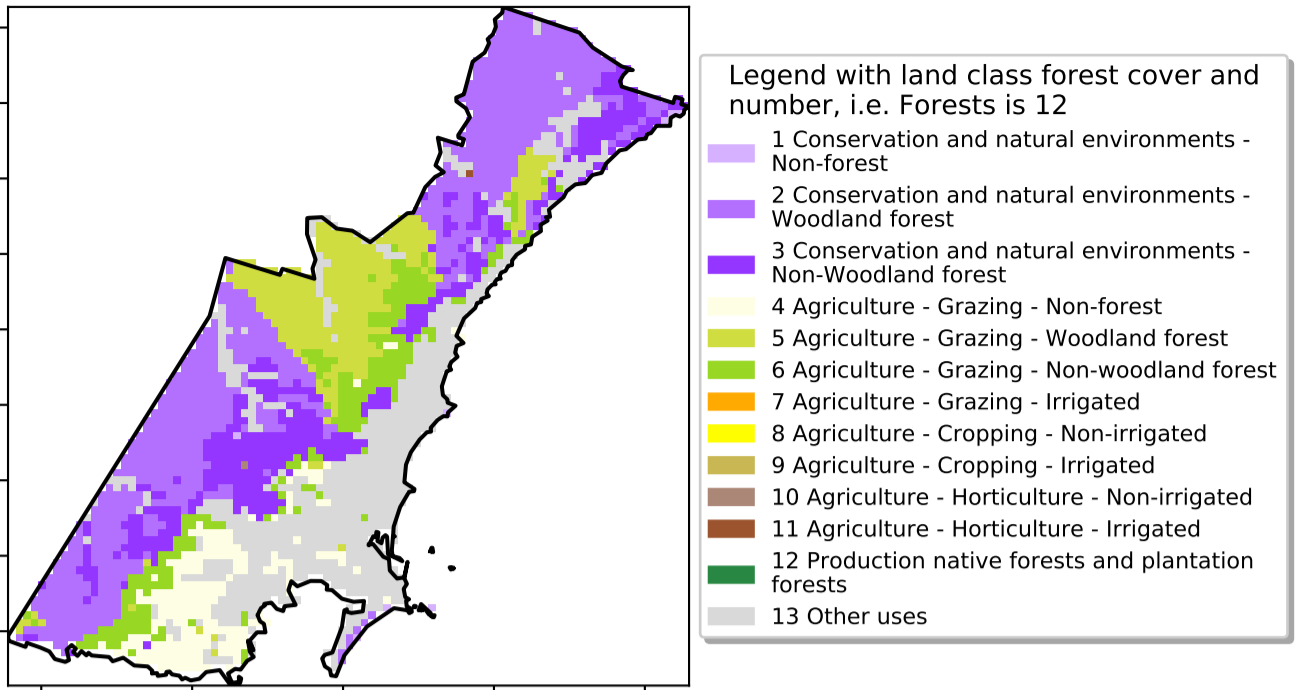 Legend with land class forest cover and
number, i.e. Forests is 12
1 Conservation and natural environments -
Non-forest
2 Conservation and natural environments -
Woodland forest
3 Conservation and natural environments -
Non-Woodland forest
4 Agriculture - Grazing - Non-forest
5 Agriculture - Grazing - Woodland forest
6 Agriculture - Grazing - Non-woodland forest
7 Agriculture - Grazing - Irrigated
8 Agriculture - Cropping - Non-irrigated
9 Agriculture - Cropping - Irrigated
10 Agriculture - Horticulture - Non-irrigated
11 Agriculture - Horticulture - Irrigated
12 Production native forests and plantation
forests
13 Other uses